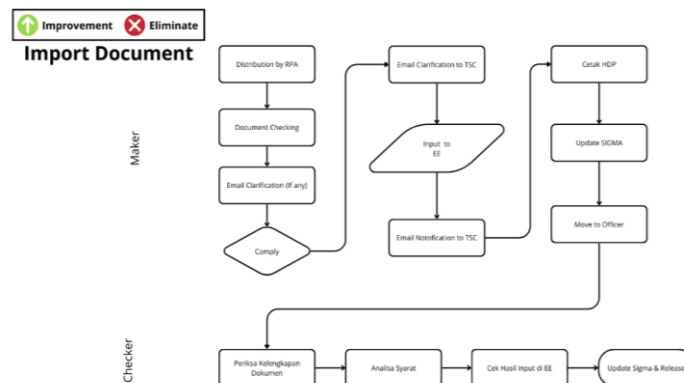 Improvement
Eliminate
Import Document
Maker
Distribution by RPA
Document Checking
Email Clarification (If any)
Comply
Email Clarification to TSC
Input to
EE
Email Notofication to TSC
Cetak HDP
Update SIGMA
Move to Officer
Checker
Periksa Kelengkapan
Dokumen
Analisa Syarat
Cek Hasil Input di EE
Update Sigma & Release